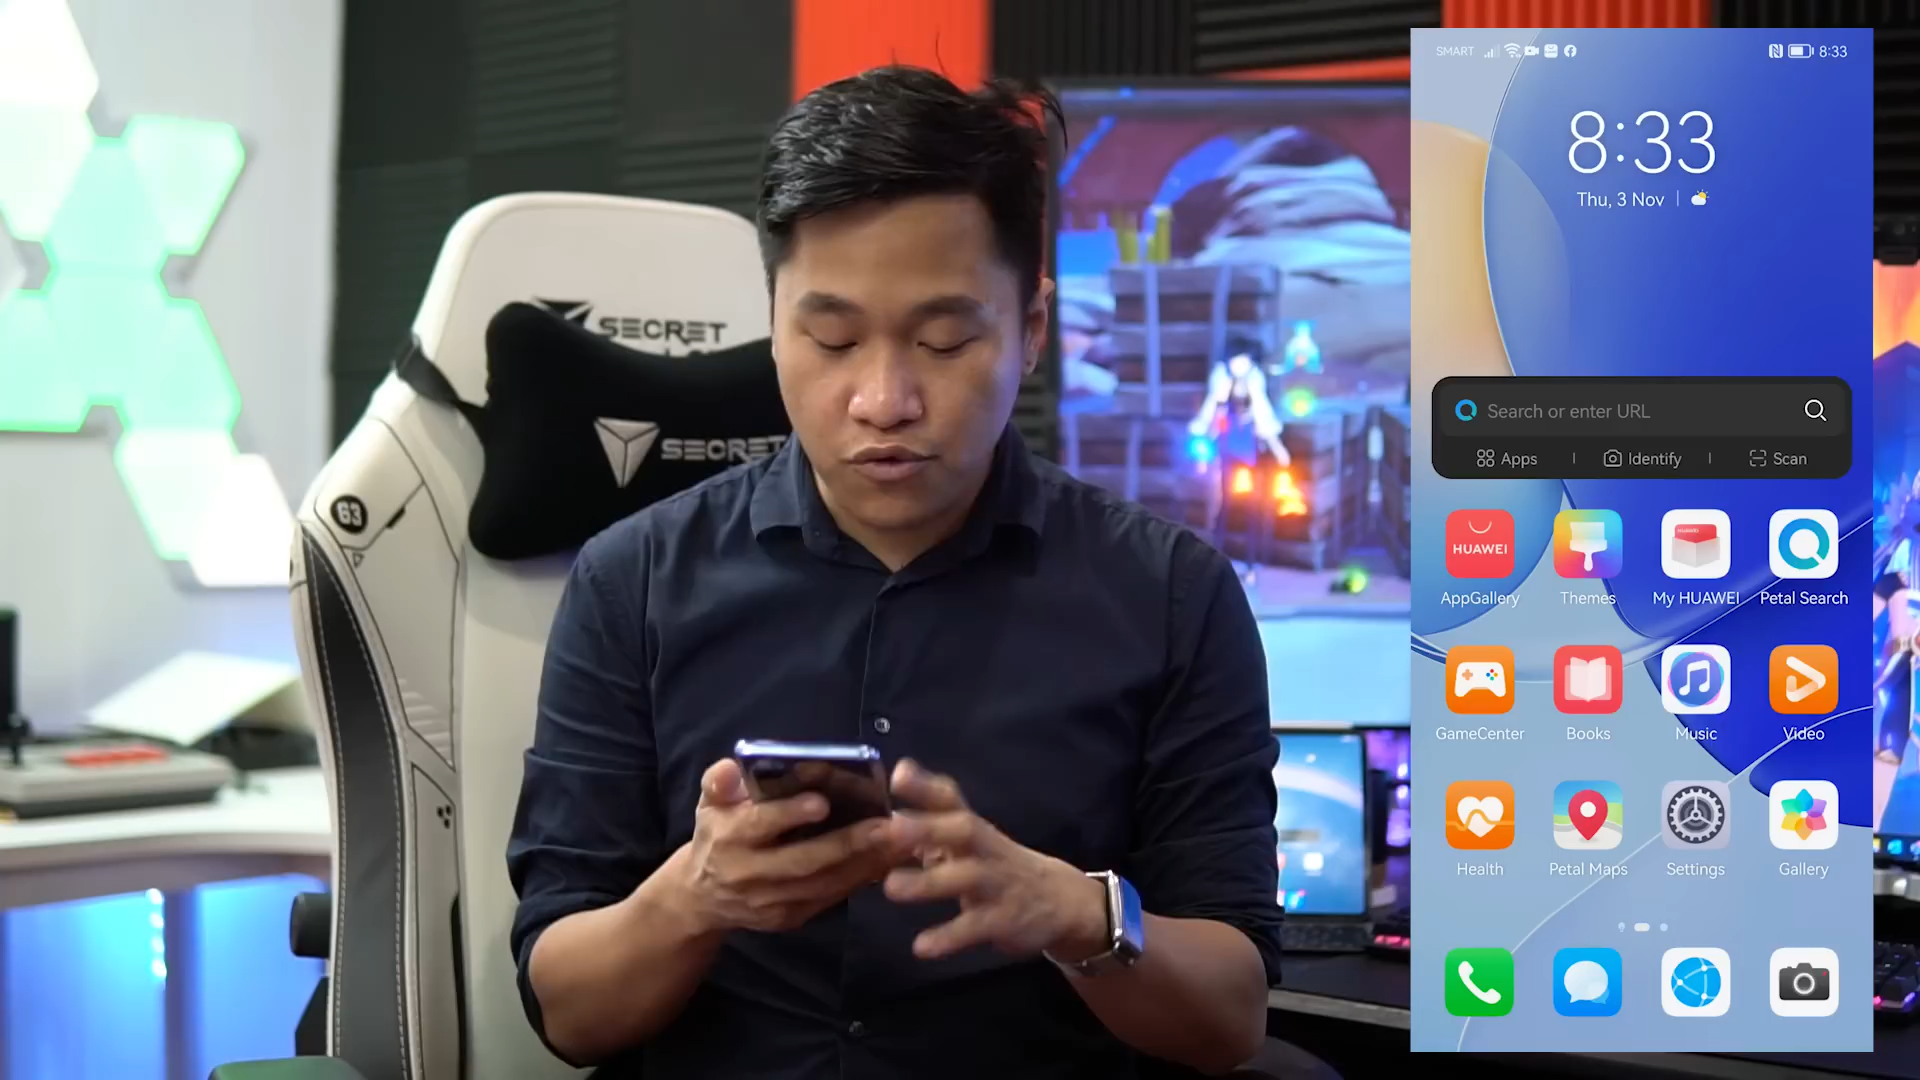 SECRET
SECRET
63
SMART
8:33
8:33
Thu, 3 Nov
Search or enter URL
Apps
Identify
Scan
HUAWEI
HUAWEI
AppGallery
Themes
My HUAWEI
Petal Search
GameCenter
Books
Music
Video
Health
Petal Maps
Settings
Gallery